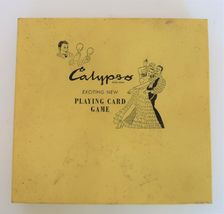 Calypso
EXCITING NEW
PLAYING CARD
GAME